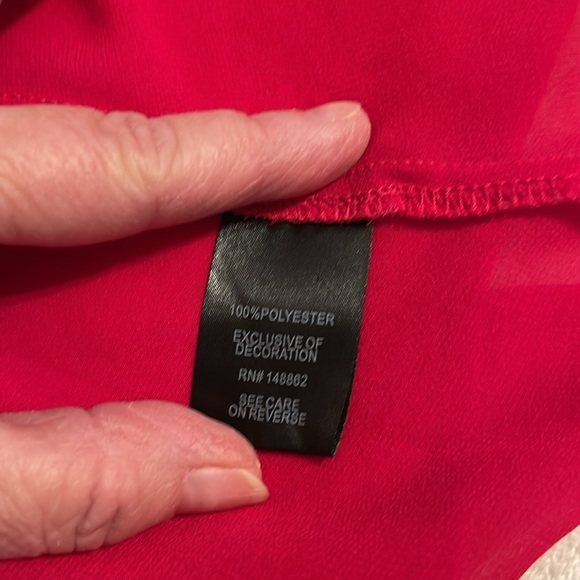 100%POLYESTER
EXCLUSIVE OF
DECORATION
RN# 148862
SEE CARE
ON REVERSE